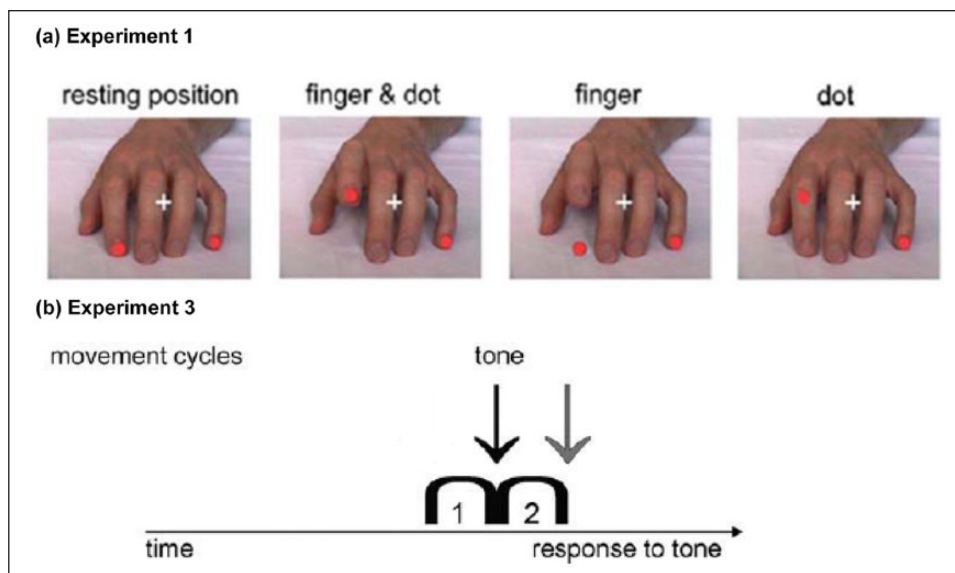 (a) Experiment 1
resting position finger & dot finger dot
(b) Experiment 3
movement cycles tone
1 2
time response to tone